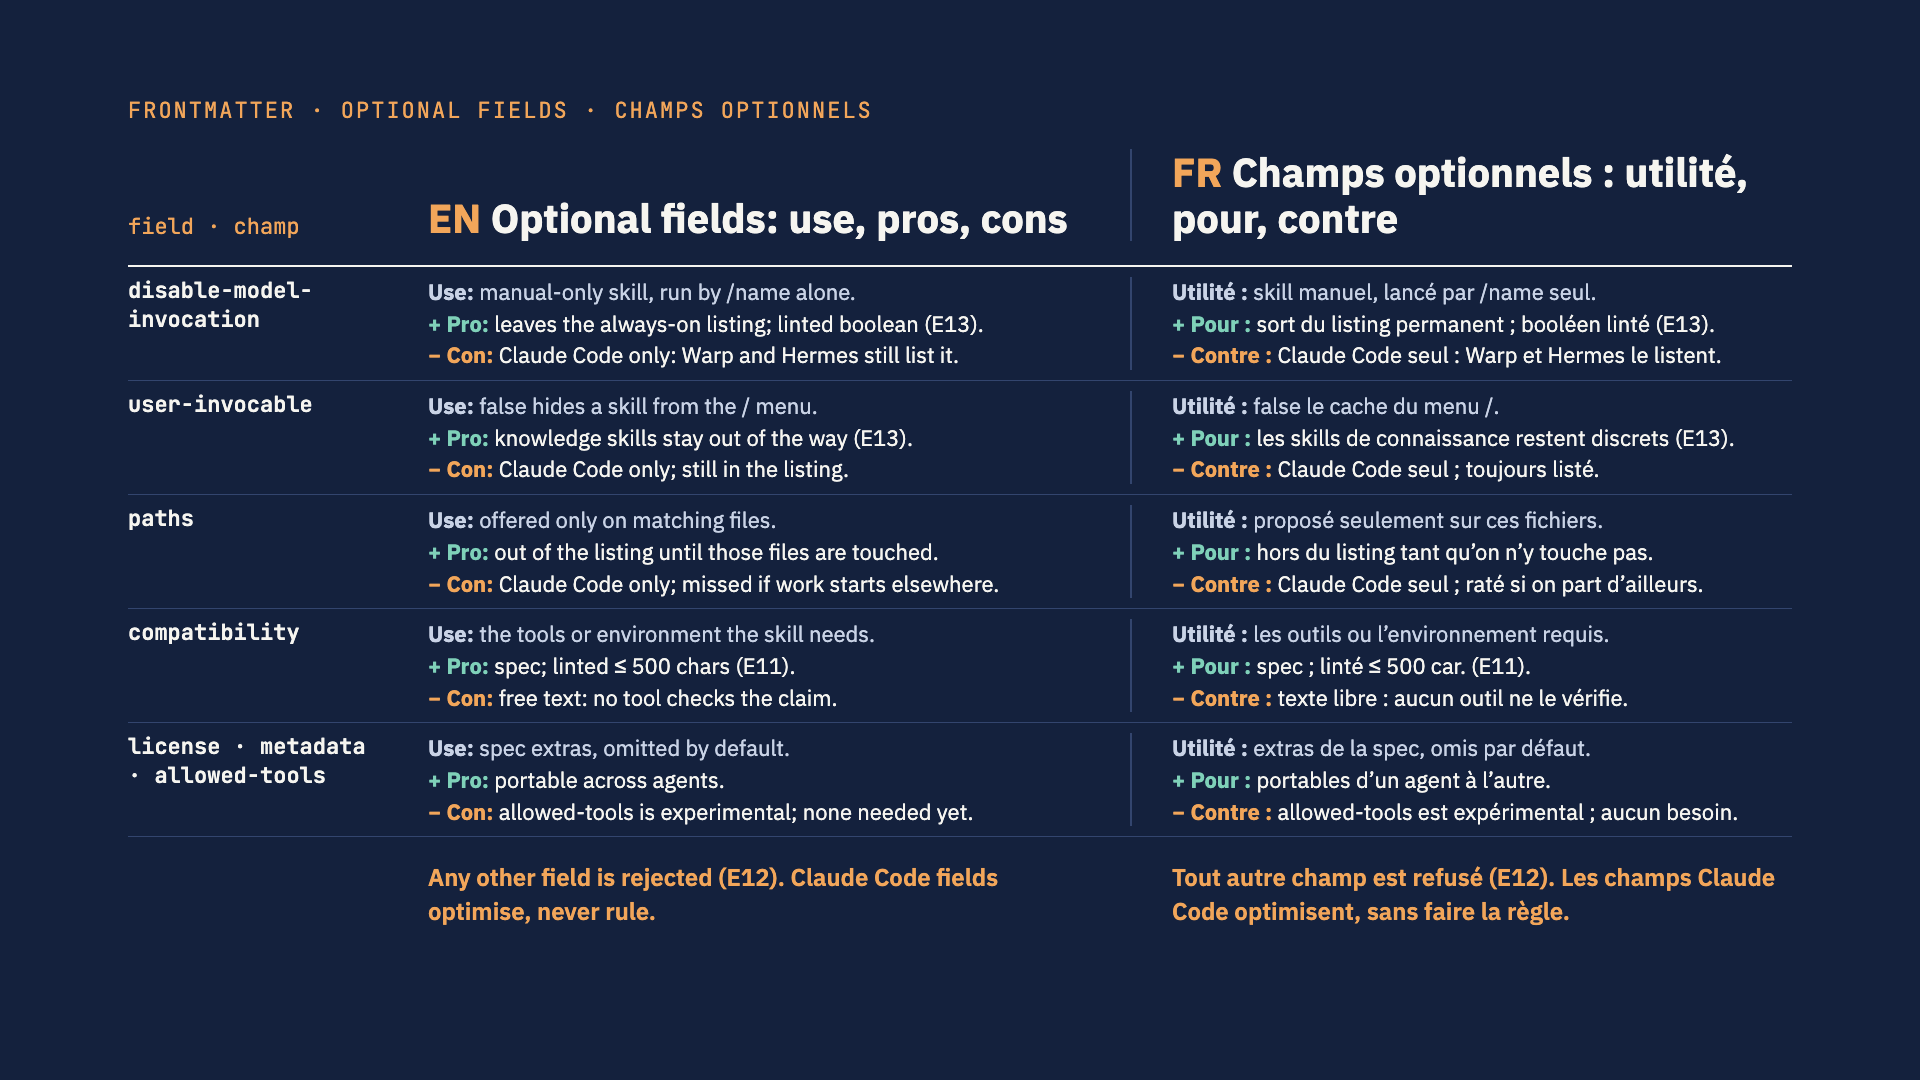 FRONTMATTER · OPTIONAL FIELDS · CHAMPS OPTIONNELS
field · champ
EN Optional fields: use, pros, cons
FR Champs optionnels : utilité,
pour, contre
disable-model-
invocation
Use: manual-only skill, run by /name alone.
+ Pro: leaves the always-on listing; linted boolean (E13).
– Con: Claude Code only: Warp and Hermes still list it.
Utilité : skill manuel, lancé par /name seul.
+ Pour : sort du listing permanent ; booléen linté (E13).
– Contre : Claude Code seul : Warp et Hermes le listent.
user-invocable
Use: false hides a skill from the / menu.
+ Pro: knowledge skills stay out of the way (E13).
– Con: Claude Code only; still in the listing.
Utilité : false le cache du menu /.
+ Pour : les skills de connaissance restent discrets (E13).
– Contre : Claude Code seul ; toujours listé.
paths
Use: offered only on matching files.
+ Pro: out of the listing until those files are touched.
– Con: Claude Code only; missed if work starts elsewhere.
Utilité : proposé seulement sur ces fichiers.
+ Pour : hors du listing tant qu’on n’y touche pas.
– Contre : Claude Code seul ; raté si on part d’ailleurs.
compatibility
Use: the tools or environment the skill needs.
+ Pro: spec; linted ≤ 500 chars (E11).
– Con: free text: no tool checks the claim.
Utilité : les outils ou l’environnement requis.
+ Pour : spec ; linté ≤ 500 car. (E11).
– Contre : texte libre : aucun outil ne le vérifie.
license · metadata
· allowed-tools
Use: spec extras, omitted by default.
+ Pro: portable across agents.
– Con: allowed-tools is experimental; none needed yet.
Utilité : extras de la spec, omis par défaut.
+ Pour : portables d’un agent à l’autre.
– Contre : allowed-tools est expérimental ; aucun besoin.
Any other field is rejected (E12). Claude Code fields
optimise, never rule.
Tout autre champ est refusé (E12). Les champs Claude
Code optimisent, sans faire la règle.